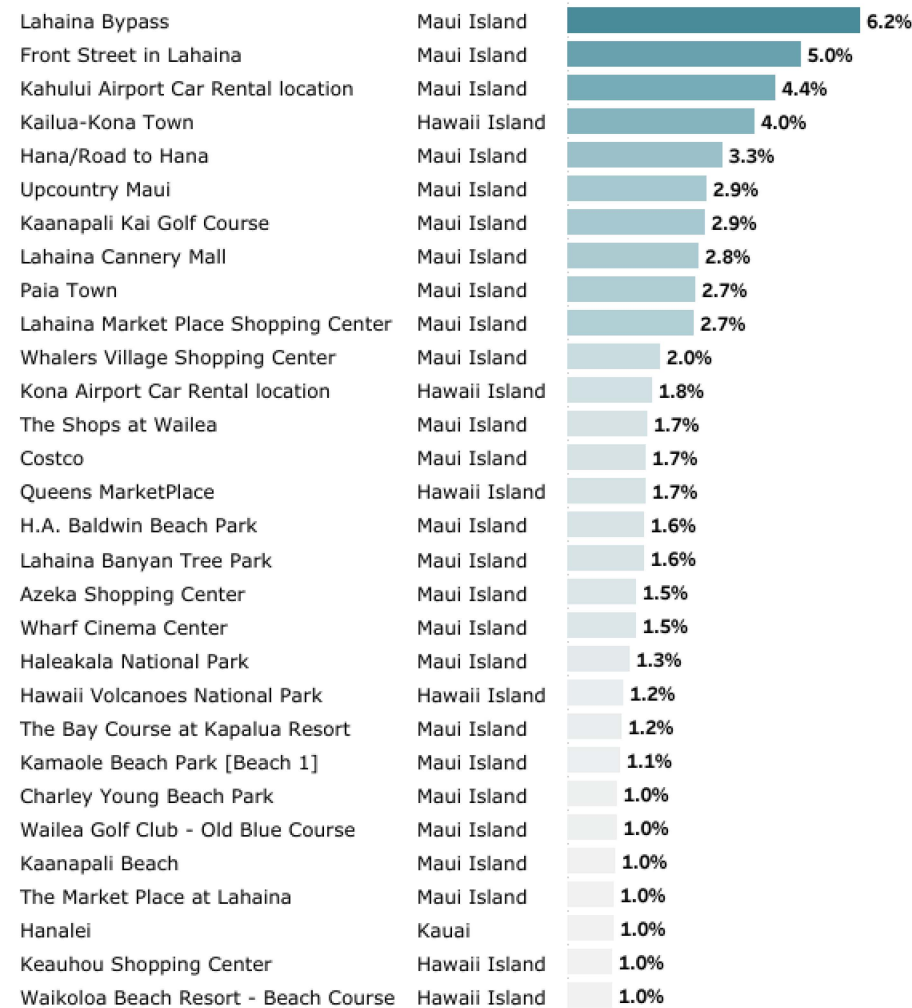 Lahaina Bypass Maui Island 6.2%
Front Street in Lahaina Maui Island 5.0%
Kahului Airport Car Rental location Maui Island 4.4%
Kailua-Kona Town Hawaii Island 4.0%
Hana/Road to Hana Maui Island 3.3%
Upcountry Maui Maui Island 2.9%
Kaanapali Kai Golf Course Maui Island 2.9%
Lahaina Cannery Mall Maui Island 2.8%
Paia Town Maui Island 2.7%
Lahaina Market Place Shopping Center Maui Island 2.7%
Whalers Village Shopping Center Maui Island 2.0%
Kona Airport Car Rental location Hawaii Island 1.8%
The Shops at Wailea Maui Island 1.7%
Costco Maui Island 1.7%
Queens MarketPlace Hawaii Island 1.7%
H.A. Baldwin Beach Park Maui Island 1.6%
Lahaina Banyan Tree Park Maui Island 1.6%
Azeka Shopping Center Maui Island 1.5%
Wharf Cinema Center Maui Island 1.5%
Haleakala National Park Maui Island 1.3%
Hawaii Volcanoes National Park Hawaii Island 1.2%
The Bay Course at Kapalua Resort Maui Island 1.2%
Kamaole Beach Park [Beach 1] Maui Island 1.1%
Charley Young Beach Park Maui Island 1.0%
Wailea Golf Club - Old Blue Course Maui Island 1.0%
Kaanapali Beach Maui Island 1.0%
The Market Place at Lahaina Maui Island 1.0%
Hanalei Kauai 1.0%
Keauhou Shopping Center Hawaii Island 1.0%
Waikoloa Beach Resort - Beach Course Hawaii Island 1.0%